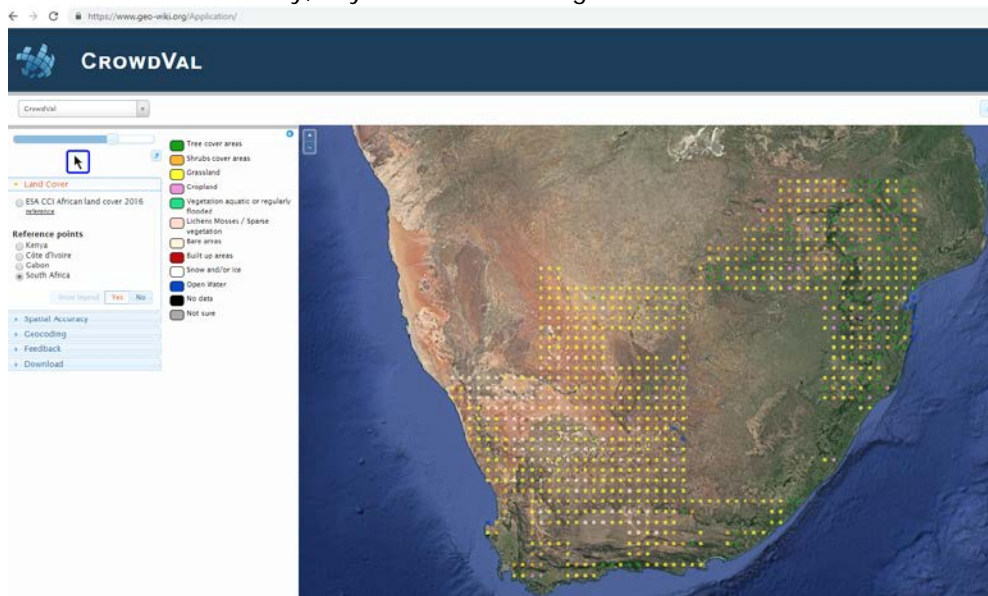 https://www.geo-wiki.org/Application/
CROWDVAL
CrowdVal
Land Cover
ESA CCI African land cover 2016
reference
Reference points
Kenya
Côte d'Ivoire
Gabon
South Africa
Show legend Yes No
Spatial Accuracy
Geocoding
Feedback
Download
Tree cover areas
Shrubs cover areas
Grassland
Cropland
Vegetation aquatic or regularly
flooded
Lichens Mosses / Sparse
vegetation
Bare areas
Built up areas
Snow and/or ice
Open Water
No data
Not sure